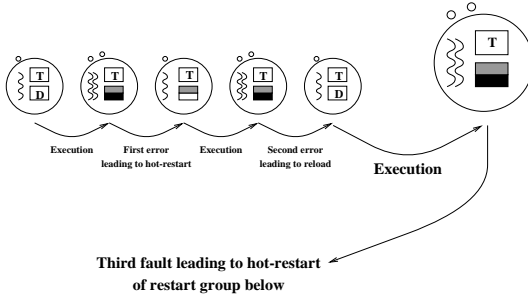 T
T
T
T
T
T
D
D
Execution
First error
leading to hot-restart
Execution
Second error
leading to reload
Execution
Third fault leading to hot-restart
of restart group below